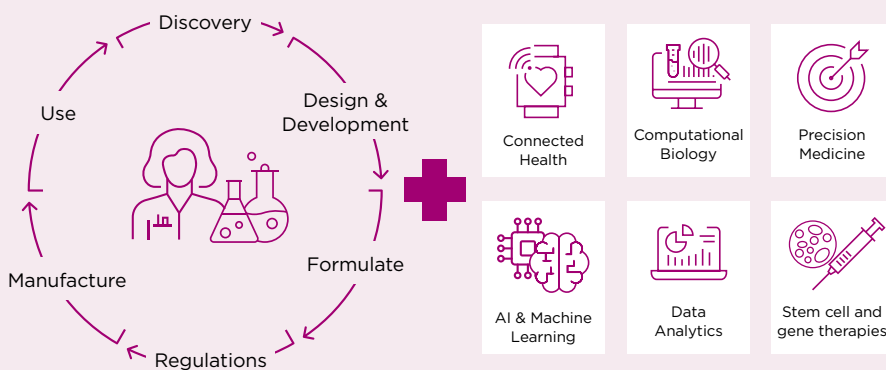 Discovery
Design &
Development
Formulate
Regulations
Manufacture
Use
Connected
Health
Computational
Biology
Precision
Medicine
AI & Machine
Learning
Data
Analytics
Stem cell and
gene therapies